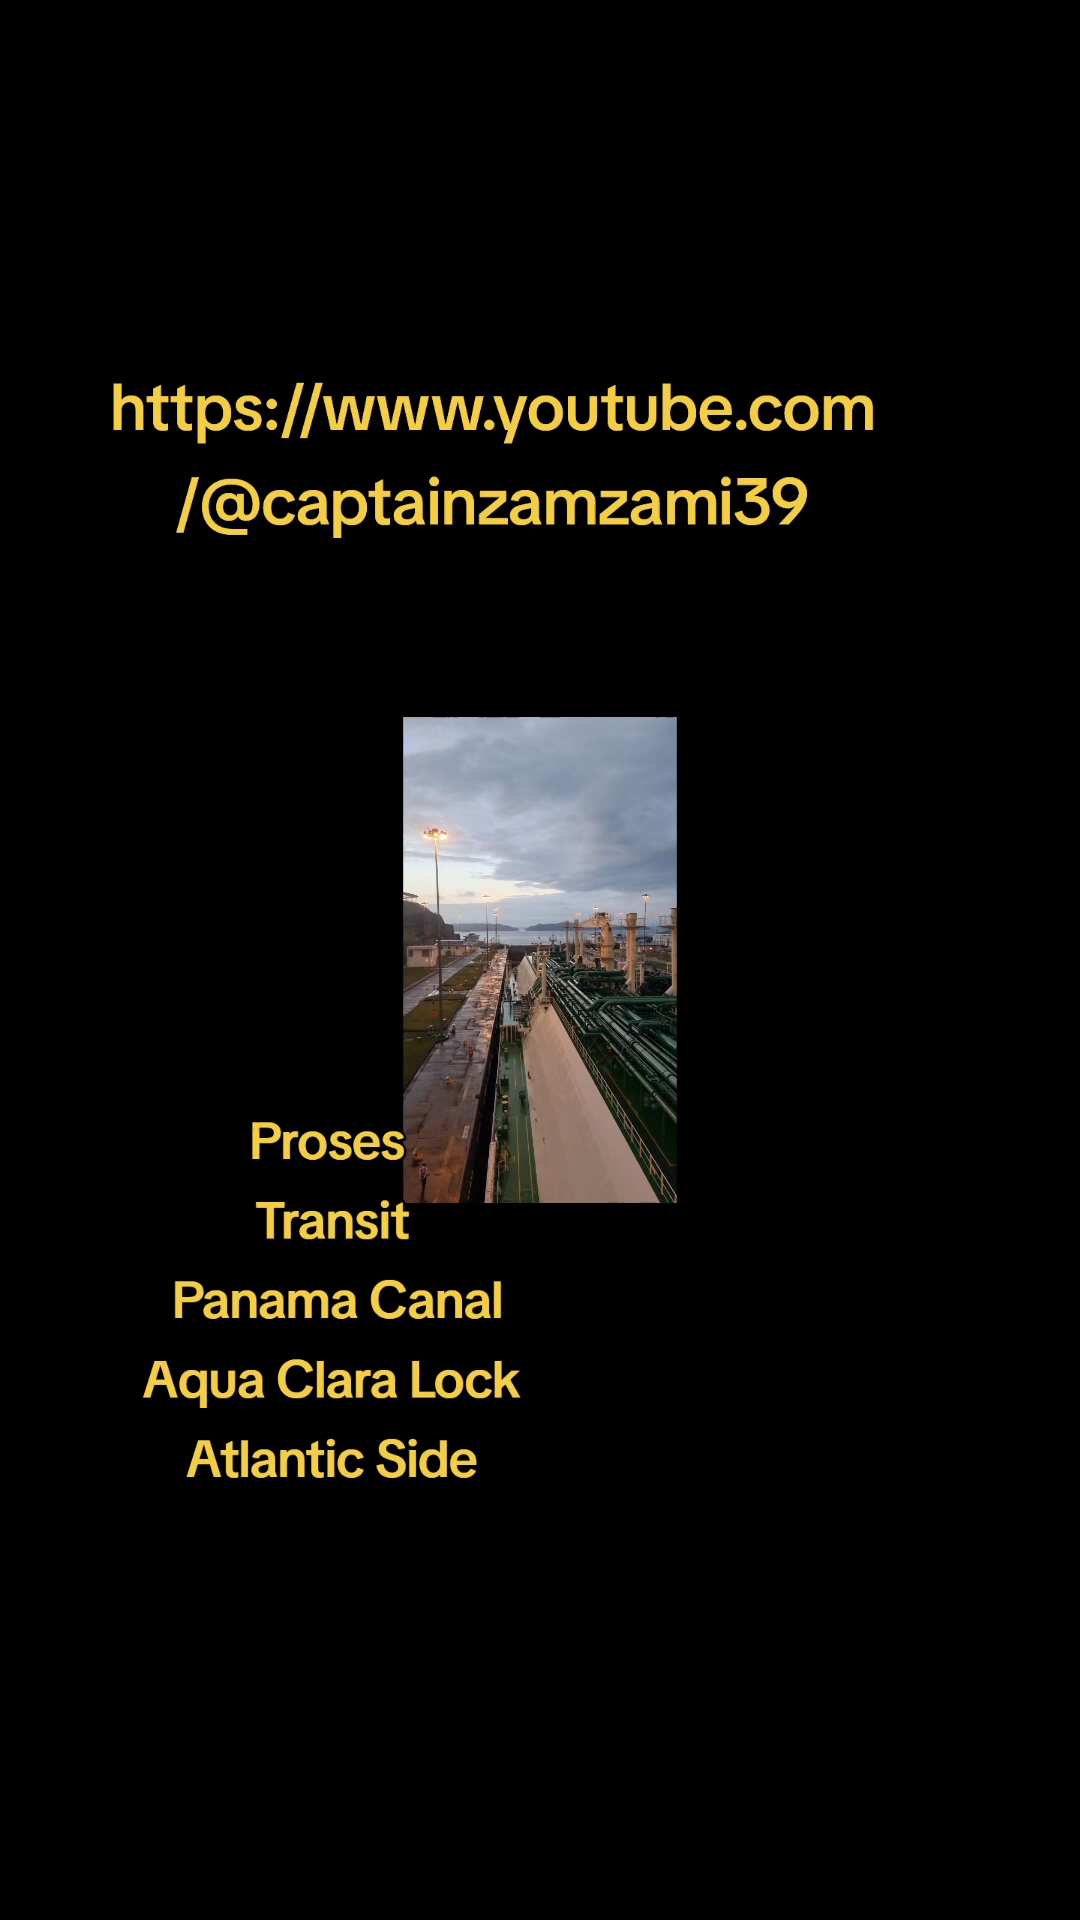 https://www.youtube.com
/@captainzamzami39
Proses
Transit
Panama Canal
Aqua Clara Lock
Atlantic Side